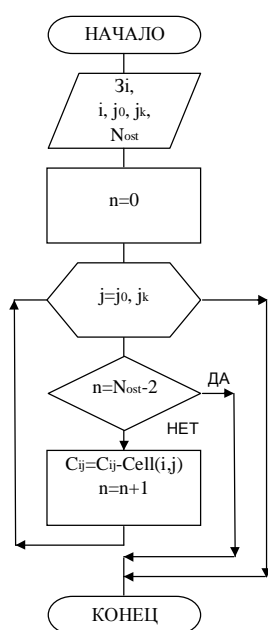 НАЧАЛО
Зi,
i, j0, jk,
Nost
n=0
j=j0, jk
n=Nost-2
ДА
НЕТ
Cij=Cij-Cell(i,j)
n=n+1
КОНЕЦ